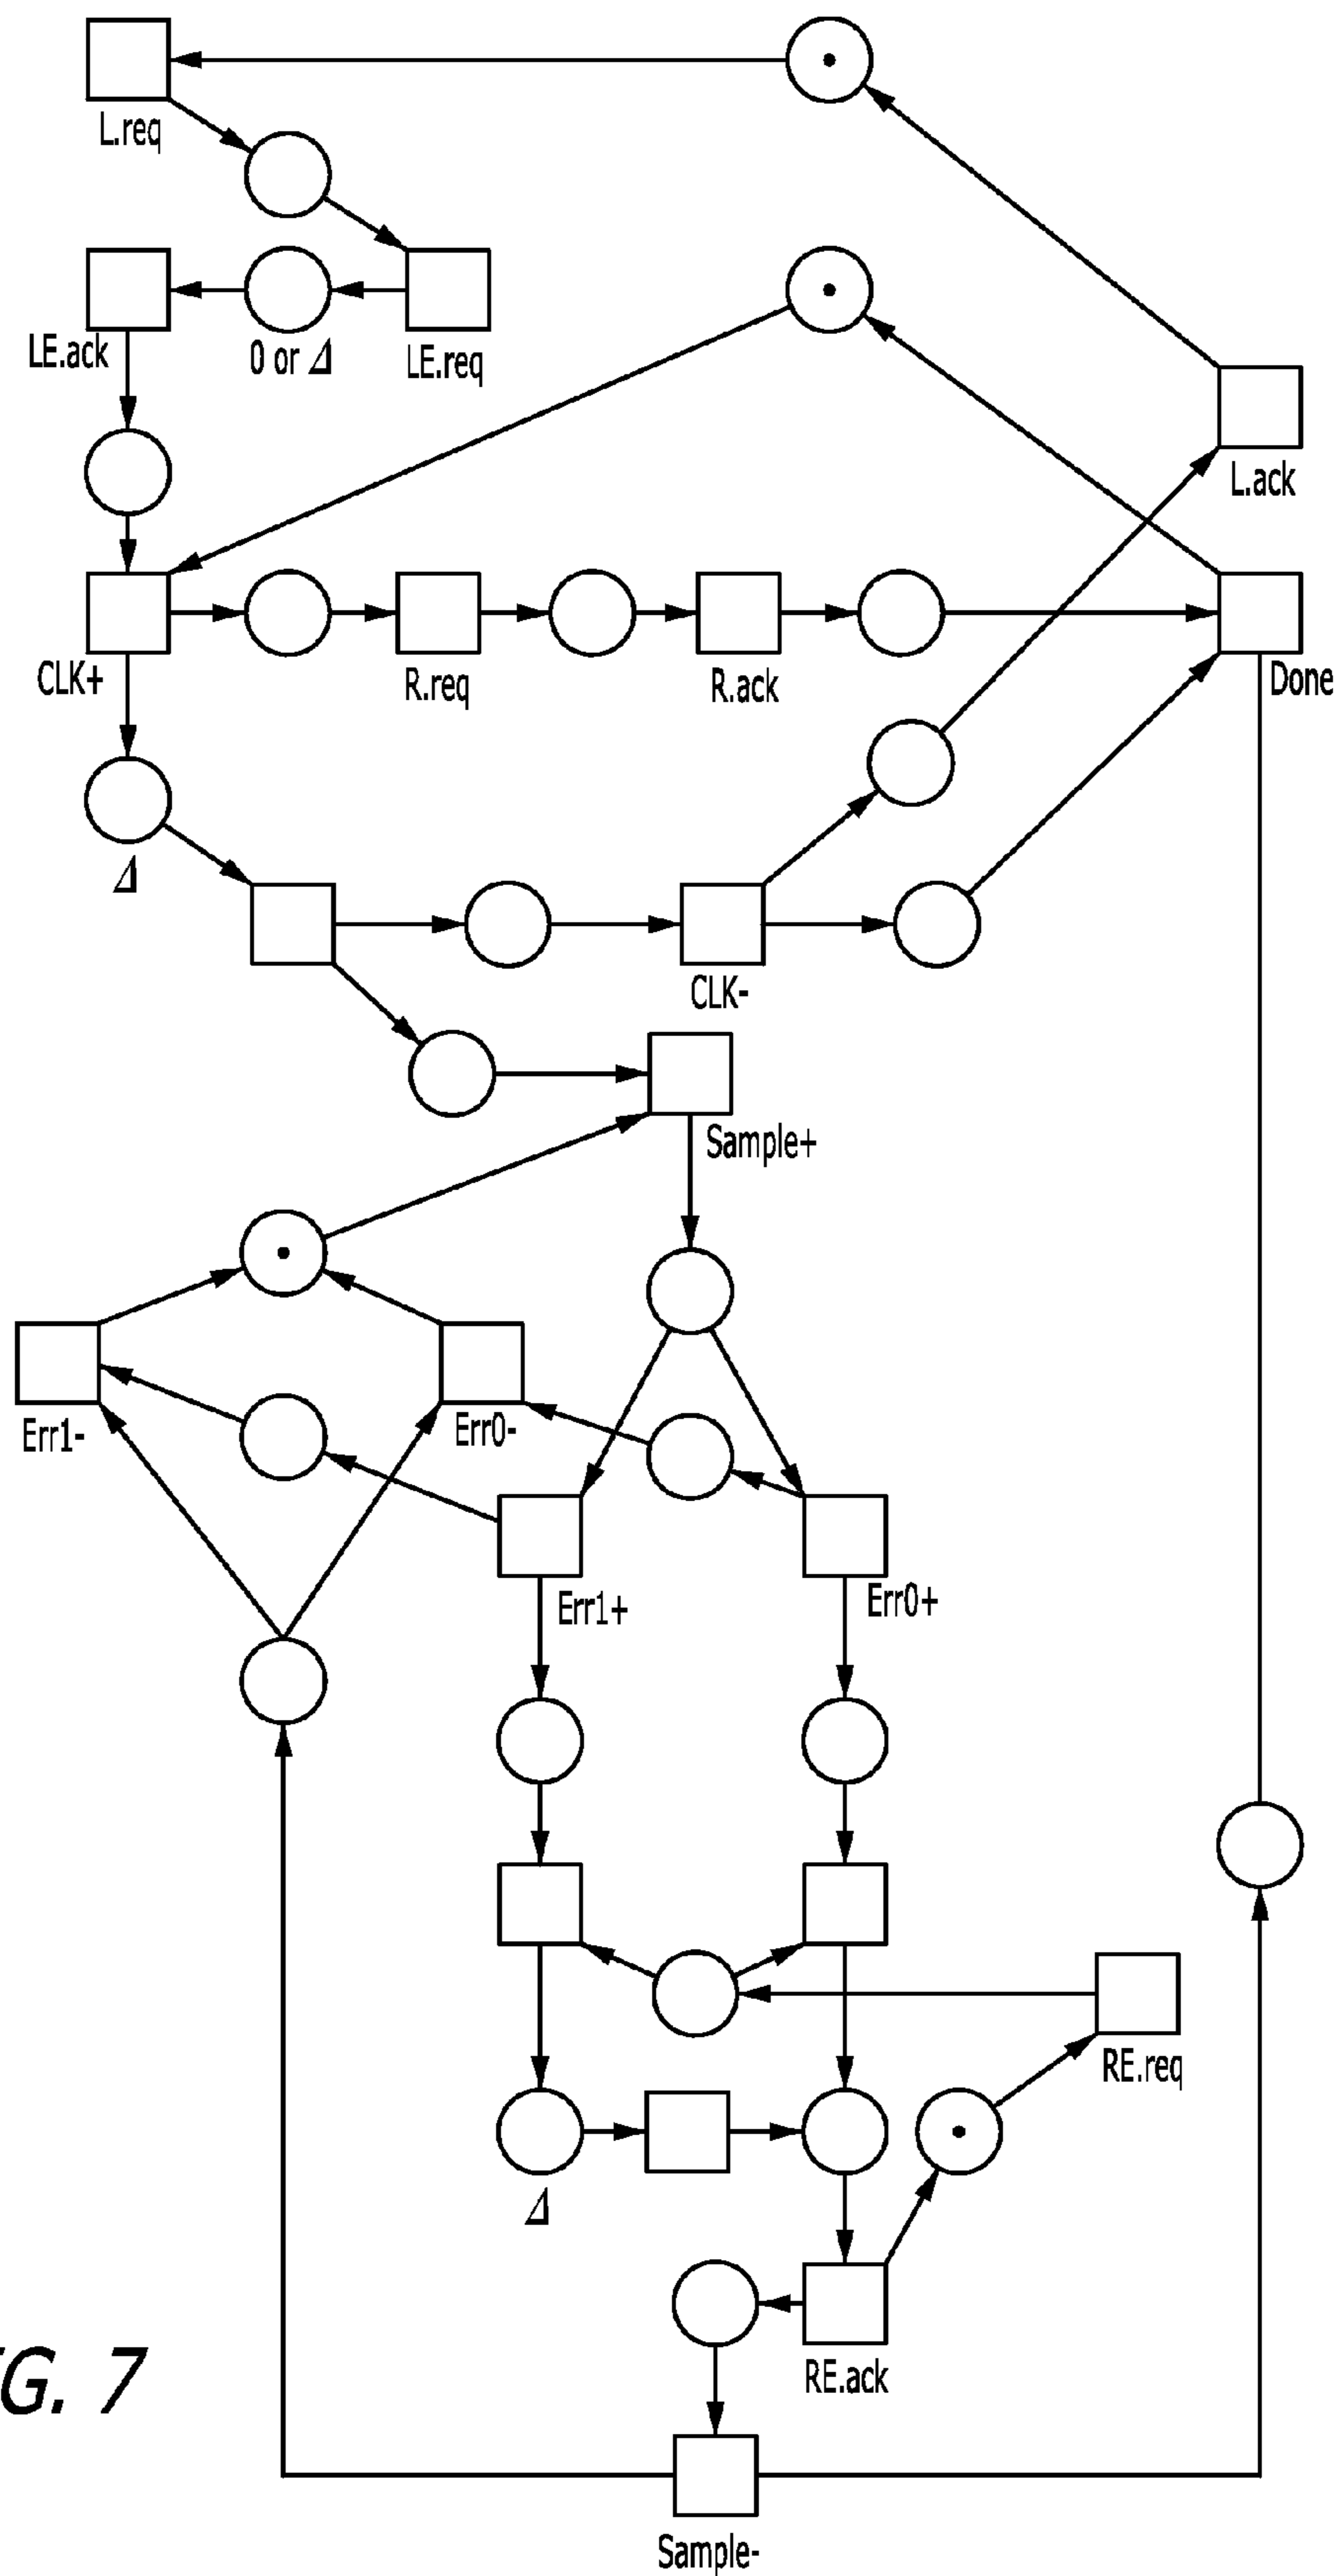 L.req
LE.ack
0 or Δ
LE.req
L.ack
CLK+
R.req
R.ack
Done
Δ
CLK-
Sample+
Err1-
Err0-
Err1+
Err0+
RE.req
Δ
RE.ack
G. 7
Sample-